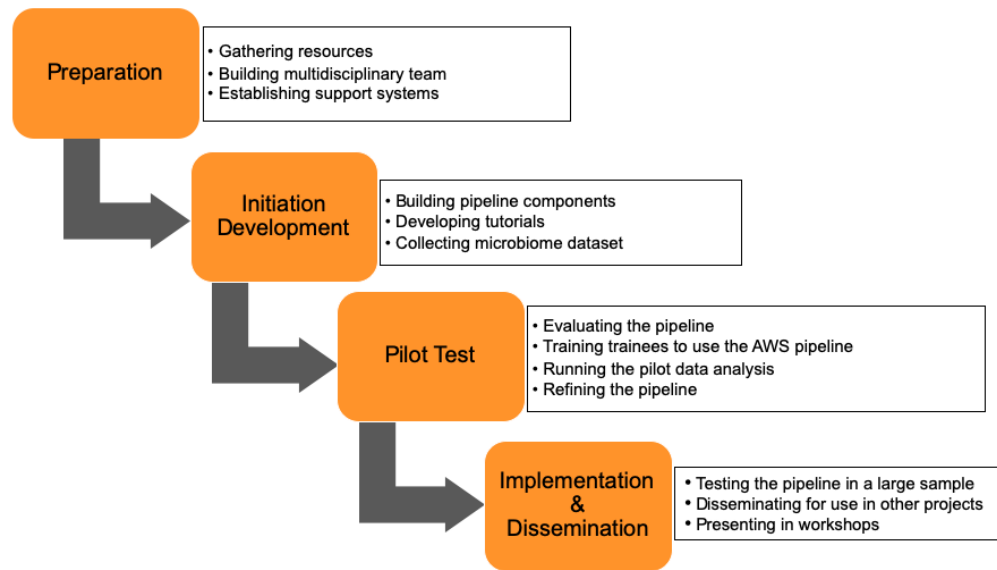 Preparation
• Gathering resources
• Building multidisciplinary team
• Establishing support systems
Initiation
Development
• Building pipeline components
• Developing tutorials
• Collecting microbiome dataset
Pilot Test
• Evaluating the pipeline
• Training trainees to use the AWS pipeline
• Running the pilot data analysis
• Refining the pipeline
Implementation
&
Dissemination
• Testing the pipeline in a large sample
• Disseminating for use in other projects
• Presenting in workshops